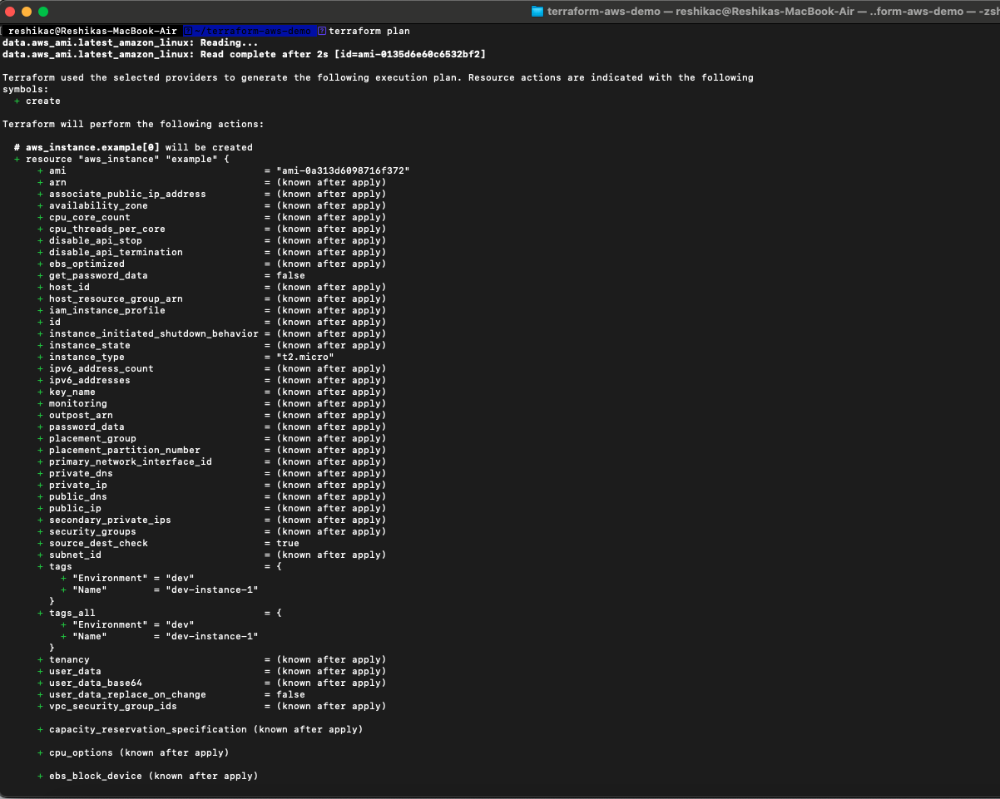 terraform-aws-demo — reshikac@Reshikas-MacBook-Air — ..form-aws-demo — -zsh
reshikac@Reshikas-MacBook-Air ~/terraform-aws-demo terraform plan
data.aws_ami.latest_amazon_linux: Reading...
data.aws_ami.latest_amazon_linux: Read complete after 2s [id=ami-0135d6e60c6532bf2]
Terraform used the selected providers to generate the following execution plan. Resource actions are indicated with the following
symbols:
+ create
Terraform will perform the following actions:
# aws_instance.example[0] will be created
+ resource "aws_instance" "example" {
+ ami = "ami-0a313d6098716f372"
+ arn = (known after apply)
+ associate_public_ip_address = (known after apply)
+ availability_zone = (known after apply)
+ cpu_core_count = (known after apply)
+ cpu_threads_per_core = (known after apply)
+ disable_api_stop = (known after apply)
+ disable_api_termination = (known after apply)
+ ebs_optimized = (known after apply)
+ get_password_data = false
+ host_id = (known after apply)
+ host_resource_group_arn = (known after apply)
+ iam_instance_profile = (known after apply)
+ id = (known after apply)
+ instance_initiated_shutdown_behavior = (known after apply)
+ instance_state = (known after apply)
+ instance_type = "t2.micro"
+ ipv6_address_count = (known after apply)
+ ipv6_addresses = (known after apply)
+ key_name = (known after apply)
+ monitoring = (known after apply)
+ outpost_arn = (known after apply)
+ password_data = (known after apply)
+ placement_group = (known after apply)
+ placement_partition_number = (known after apply)
+ primary_network_interface_id = (known after apply)
+ private_dns = (known after apply)
+ private_ip = (known after apply)
+ public_dns = (known after apply)
+ public_ip = (known after apply)
+ secondary_private_ips = (known after apply)
+ security_groups = (known after apply)
+ source_dest_check = true
+ subnet_id = (known after apply)
+ tags = {
+ "Environment" = "dev"
+ "Name" = "dev-instance-1"
}
+ tags_all = {
+ "Environment" = "dev"
+ "Name" = "dev-instance-1"
}
+ tenancy = (known after apply)
+ user_data = (known after apply)
+ user_data_base64 = (known after apply)
+ user_data_replace_on_change = false
+ vpc_security_group_ids = (known after apply)
+ capacity_reservation_specification (known after apply)
+ cpu_options (known after apply)
+ ebs_block_device (known after apply)